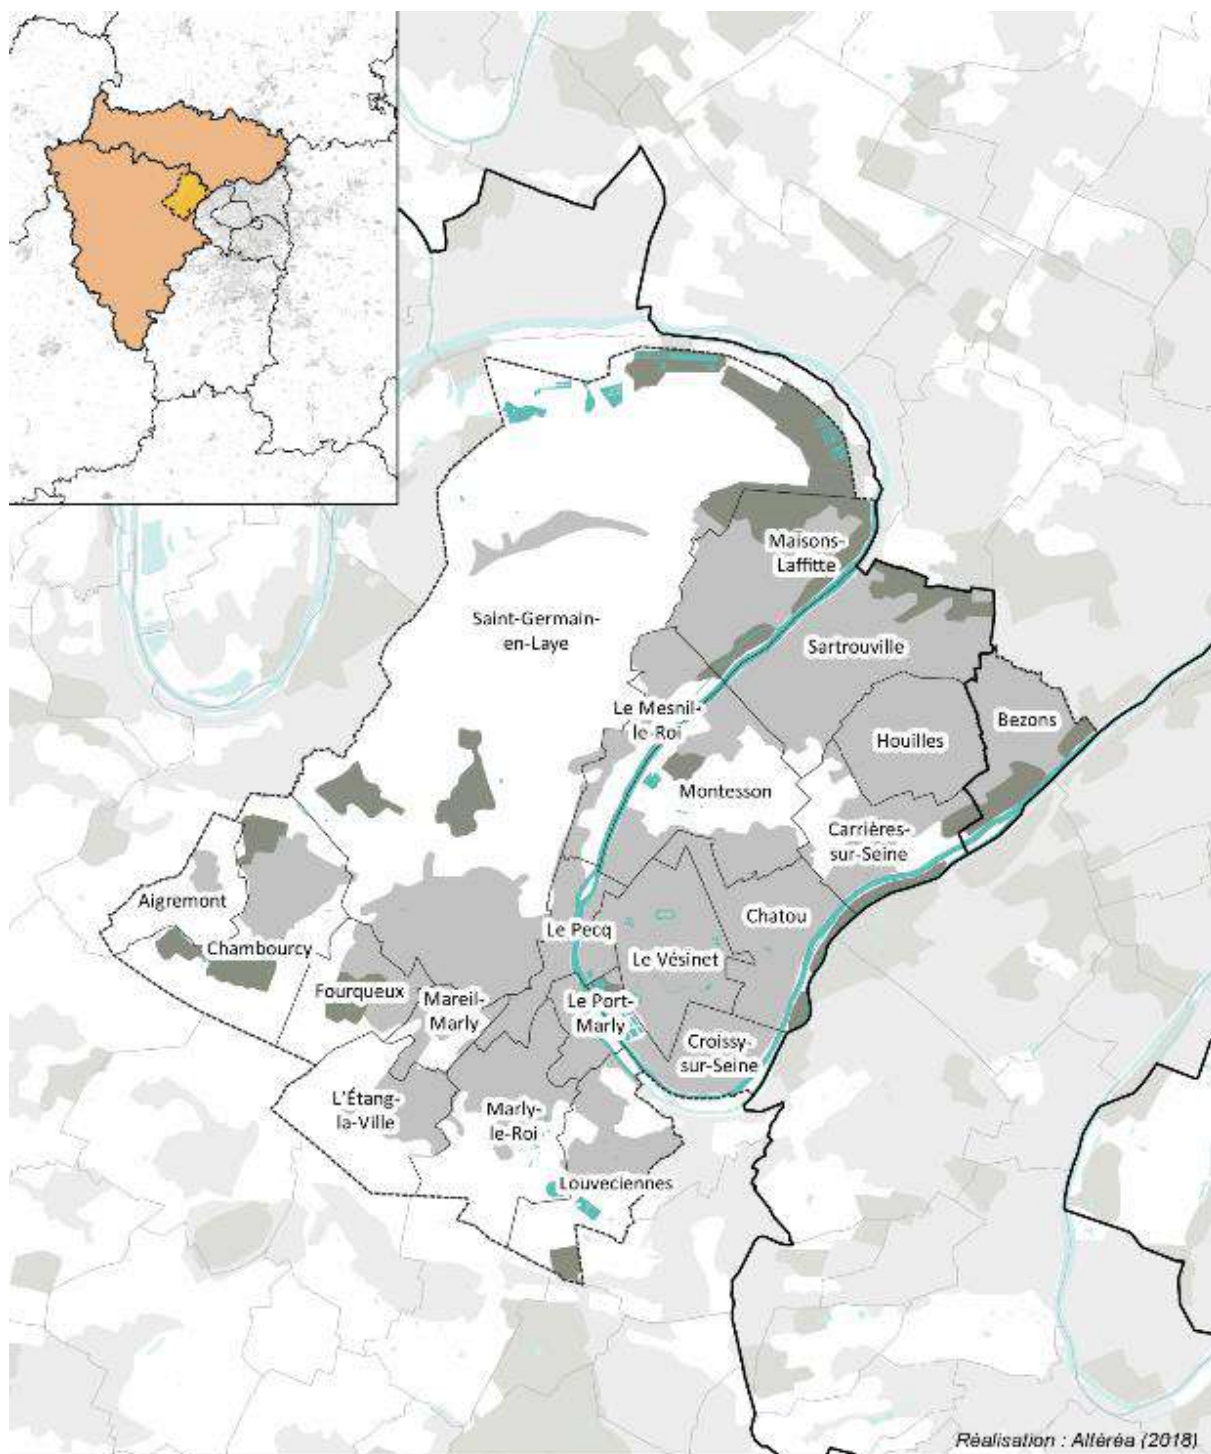 Maisons-
Laffitte
Saint-Germain-
en-Laye
Sartrouville
Le Mesnil-
le-Roi
Bezons
Houilles
Montesson
Carrières-
sur-Seine
Aigremont
Chatou
Le Pecq
Chambourcy
Le Vésinet
Fourqueux
Mareil-
Marly
Le Port-
Marly
Croissy-
sur-Seine
L'Étang-
la-Ville
Marly-
le-Roi
Louveciennes
Réalisation : Altéréa (2018)